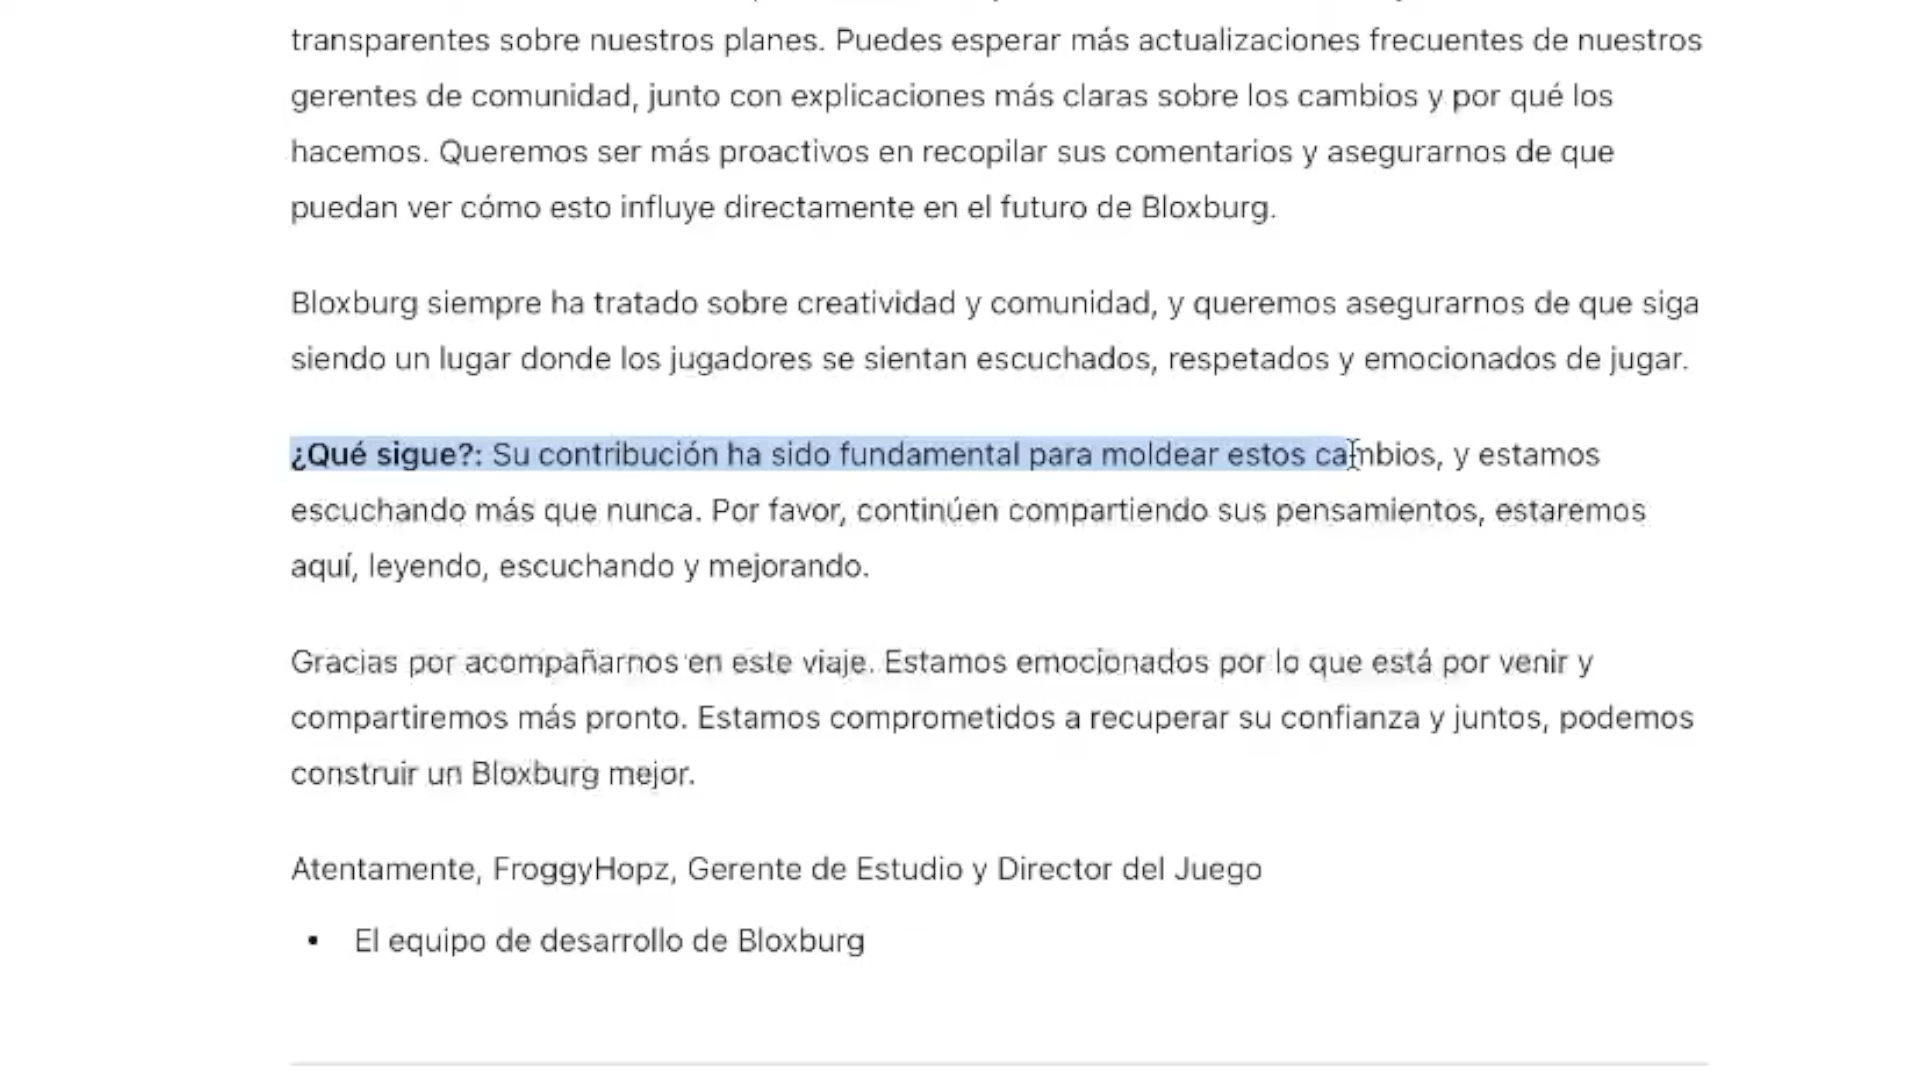 transparentes sobre nuestros planes. Puedes esperar más actualizaciones frecuentes de nuestros
gerentes de comunidad, junto con explicaciones más claras sobre los cambios y por qué los
hacemos. Queremos ser más proactivos en recopilar sus comentarios y asegurarnos de que
puedan ver cómo esto influye directamente en el futuro de Bloxburg.
Bloxburg siempre ha tratado sobre creatividad y comunidad, y queremos asegurarnos de que siga
siendo un lugar donde los jugadores se sientan escuchados, respetados y emocionados de jugar.
¿Qué sigue?: Su contribución ha sido fundamental para moldear estos cambios, y estamos
escuchando más que nunca. Por favor, continúen compartiendo sus pensamientos, estaremos
aquí, leyendo, escuchando y mejorando.
Gracias por acompañarnos en este viaje. Estamos emocionados por lo que está por venir y
compartiremos más pronto. Estamos comprometidos a recuperar su confianza y juntos, podemos
construir un Bloxburg mejor.
Atentamente, FroggyHopz, Gerente de Estudio y Director del Juego
▪ El equipo de desarrollo de Bloxburg